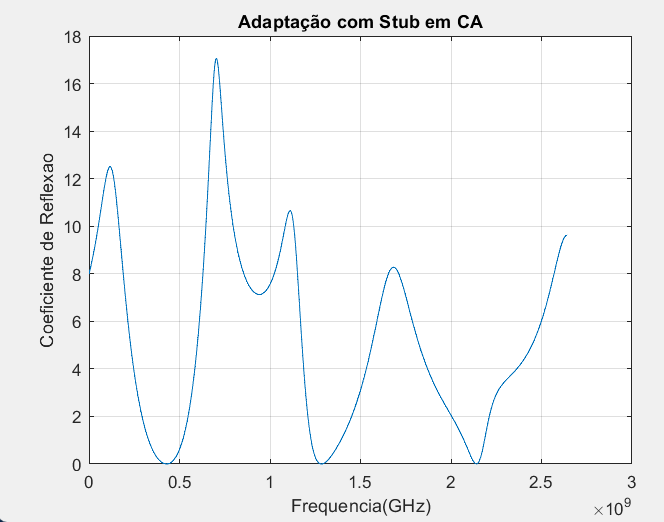 Adaptação com Stub em CA
18
16
14
12
10
8
6
4
2
0
Coeficiente de Reflexao
0 0.5 1 1.5 2 2.5 3
Frequencia(GHz)
×10⁹